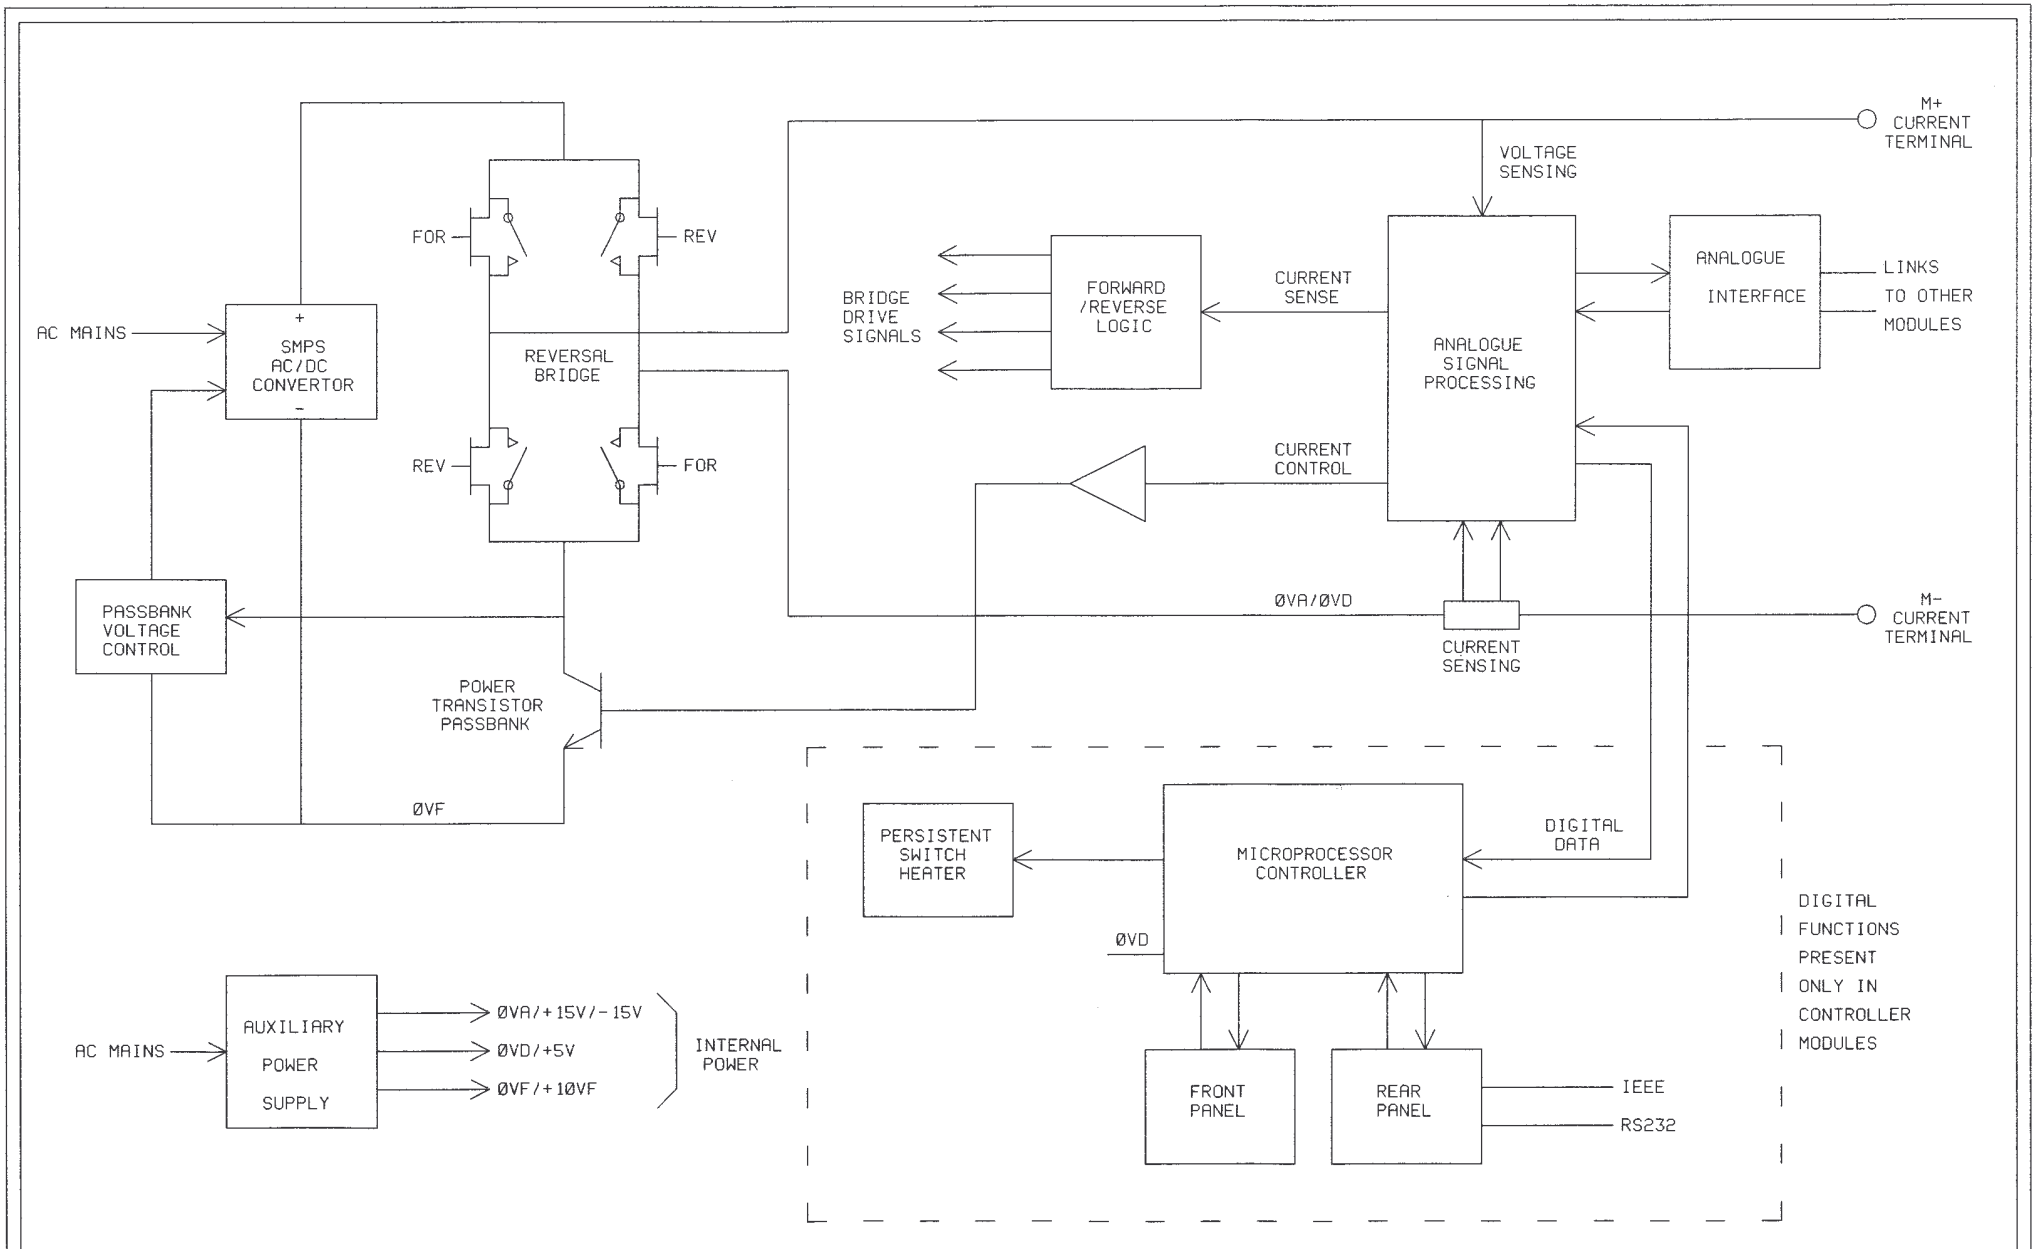 M+
CURRENT
TERMINAL
VOLTAGE
SENSING
FOR
REV
ANALOGUE
INTERFACE
LINKS
TO OTHER
MODULES
CURRENT
SENSE
FORWARD
/REVERSE
LOGIC
BRIDGE
DRIVE
SIGNALS
AC MAINS
+
SMPS
AC/DC
CONVERTOR
-
REVERSAL
BRIDGE
ANALOGUE
SIGNAL
PROCESSING
REV
FOR
CURRENT
CONTROL
PASSBANK
VOLTAGE
CONTROL
ØVA/ØVD
M-
CURRENT
TERMINAL
CURRENT
SENSING
POWER
TRANSISTOR
PASSBANK
ØVF
PERSISTENT
SWITCH
HEATER
MICROPROCESSOR
CONTROLLER
DIGITAL
DATA
DIGITAL
FUNCTIONS
PRESENT
ONLY IN
CONTROLLER
MODULES
ØVD
AC MAINS
AUXILIARY
POWER
SUPPLY
ØVA/+15V/-15V
ØVD/+5V
ØVF/+10VF
INTERNAL
POWER
FRONT
PANEL
REAR
PANEL
IEEE
RS232